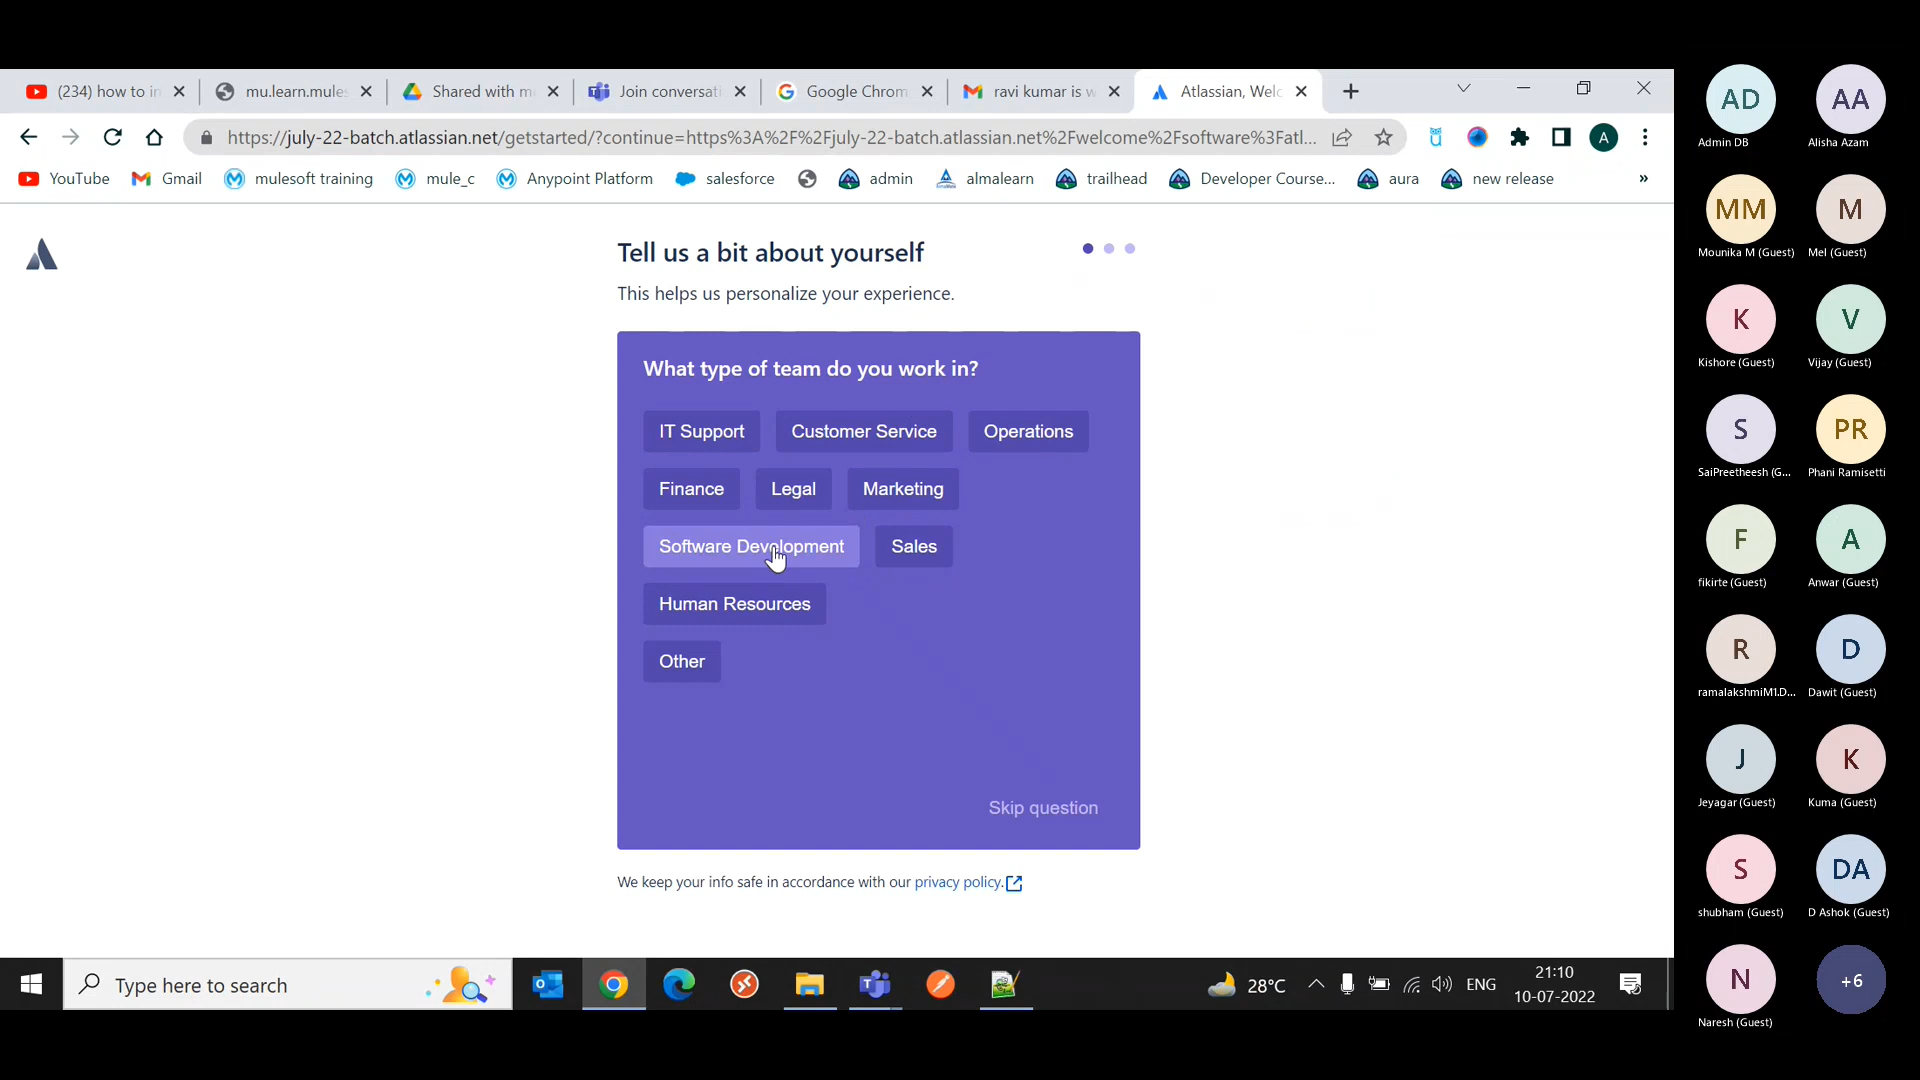 (234) how to in
mu.learn.mules
Shared with m
Join conversati
Google Chrom
ravi kumar is w
Atlassian, Welc
https://july-22-batch.atlassian.net/getstarted/?continue=https%3A%2F%2Fjuly-22-batch.atlassian.net%2Fwelcome%2Fsoftware%3Fatl...
A
YouTube
Gmail
mulesoft training
mule_c
Anypoint Platform
salesforce
admin
almalearn
trailhead
Developer Course...
aura
new release
»
Tell us a bit about yourself
This helps us personalize your experience.
What type of team do you work in?
IT Support
Customer Service
Operations
Finance
Legal
Marketing
Software Development
Sales
Human Resources
Other
Skip question
We keep your info safe in accordance with our privacy policy.
Type here to search
28°C
ENG
21:10
10-07-2022
AD
Admin DB
AA
Alisha Azam
MM
Mounika M (Guest)
M
Mel (Guest)
K
Kishore (Guest)
V
Vijay (Guest)
S
SaiPreetheesh (G...
PR
Phani Ramisetti
F
fikirte (Guest)
A
Anwar (Guest)
R
ramalakshmiM1.D...
D
Dawit (Guest)
J
Jeyagar (Guest)
K
Kuma (Guest)
S
shubham (Guest)
DA
D Ashok (Guest)
N
Naresh (Guest)
+6